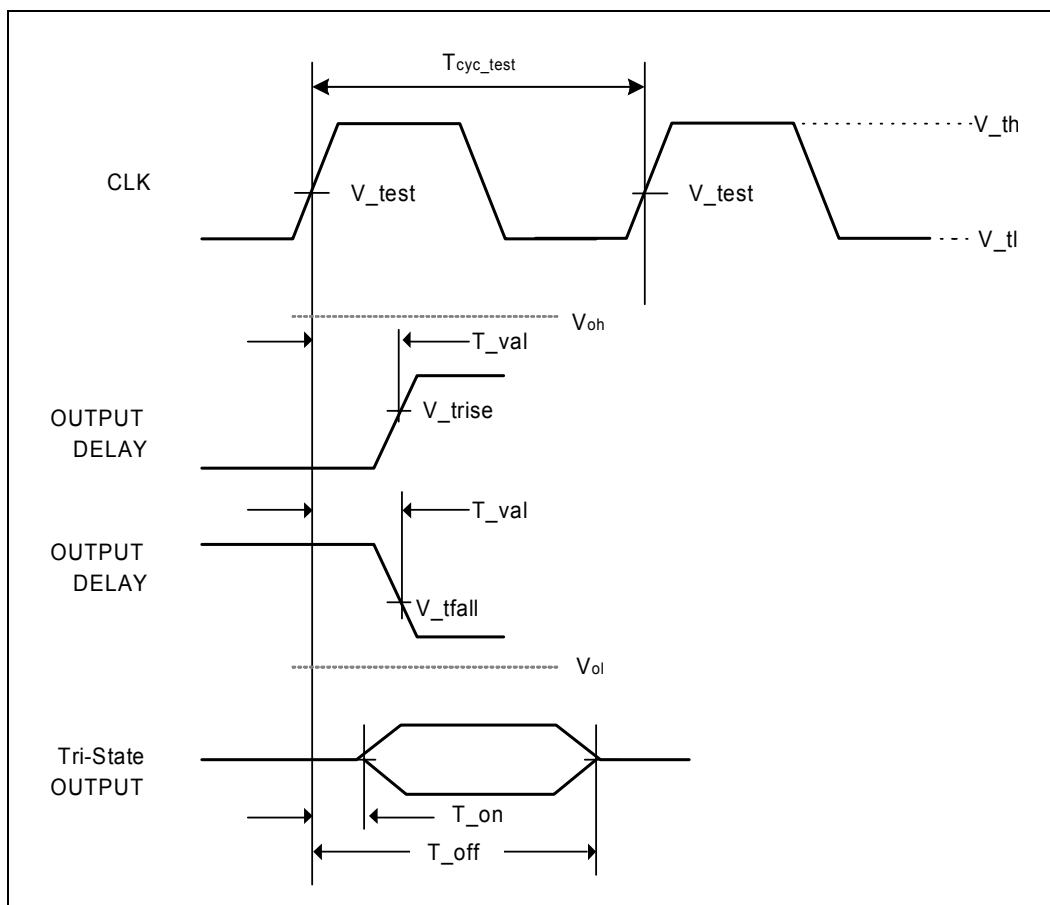 Tcyc_test
V_th
CLK
V_test
V_test
V_tl
Voh
T_val
V_trise
OUTPUT
DELAY
T_val
OUTPUT
DELAY
V_tfall
Vol
Tri-State
OUTPUT
T_on
T_off